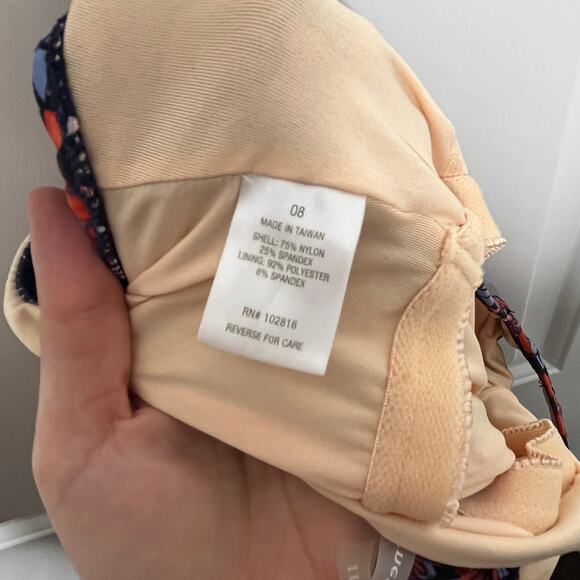 08
MADE IN TAIWAN
SHELL: 75% NYLON
25% SPANDEX
LINING: 92% POLYESTER
8% SPANDEX
RN# 102816
REVERSE FOR CARE